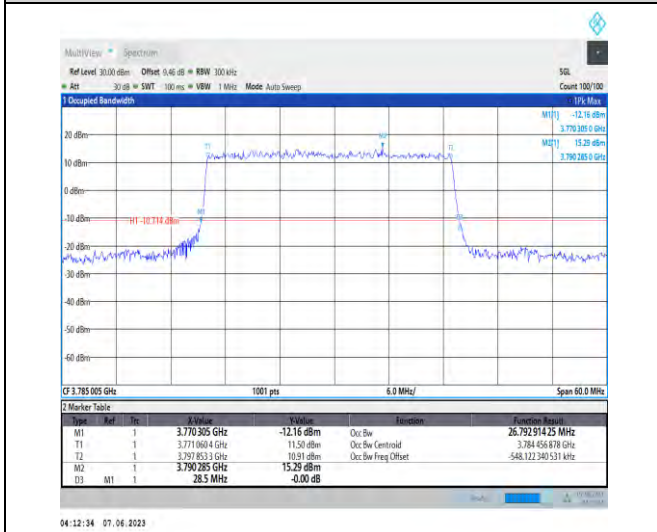 MultiView Spectrum
Ref Level 30.00 dBm Offset 9.46 dB RBW 300 kHz SGL
Att 30 dB SWT 100 ms VBW 1 MHz Mode Auto Sweep Count 100/100
1 Occupied Bandwidth 1Pk Max
M1[1] -12.16 dBm
3.770 305 0 GHz
M2[1] 15.29 dBm
3.790 285 0 GHz
20 dBm
T1
10 dBm
0 dBm
-10 dBm
H1 -10.714 dBm
-20 dBm
-30 dBm
-40 dBm
-50 dBm
-60 dBm
CF 3.785 005 GHz 1001 pts 6.0 MHz/ Span 60.0 MHz
2 Marker Table
Type Ref Trc X-Value Y-Value Function Function Result
M1 1 3.770 305 GHz -12.16 dBm Occ Bw 26.792 914 25 MHz
T1 1 3.771 060 4 GHz 11.50 dBm Occ Bw Centroid 3.784 456 878 GHz
T2 1 3.797 853 3 GHz 10.91 dBm Occ Bw Freq Offset -548.122 340 531 kHz
M2 1 3.790 285 GHz 15.29 dBm
D3 M1 1 28.5 MHz -0.00 dB
04:12:34 07.06.2023